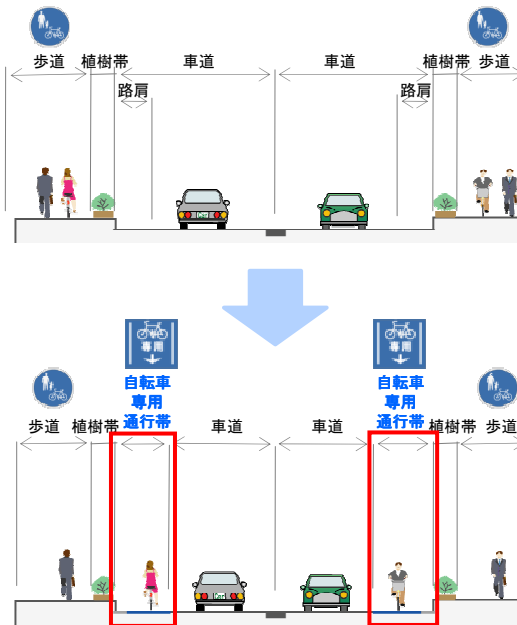 歩道 植樹帯 車道 車道 植樹帯 歩道
路肩 路肩
専用 専用
自転車 自転車
専用 専用
通行帯 通行帯
歩道 植樹帯 車道 車道 植樹帯 歩道